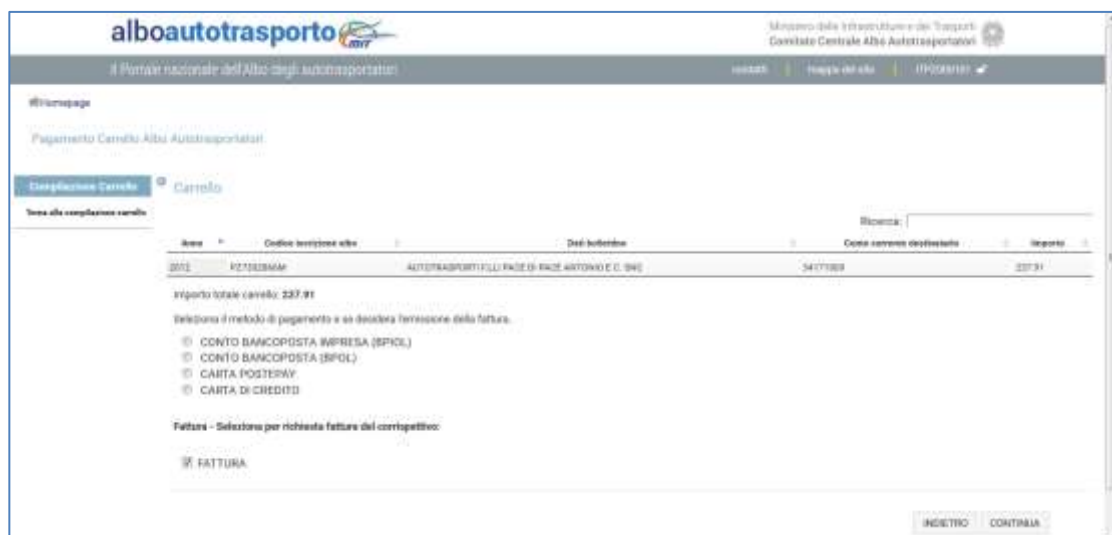 alboautotrasporto mit
Ministero delle Infrastrutture e dei Trasporti
Comitato Centrale Albo Autotrasportatori
Il Portale nazionale dell'Albo degli autotrasportatori
contatti | mappa del sito |
Homepage
Pagamento Carrello Albo Autotrasportatori
Compilazione Carrello
Torna alla compilazione carrello
Carrello
Ricerca:
Anno Codice iscrizione albo Dati bollettino Conto corrente destinatario Importo
2012 AUTOTRASPORTI F.LLI PACE DI PACE ANTONIO E C. SNC 34171009 237.91
Importo totale carrello: 237.91
Seleziona il metodo di pagamento e se desidera l'emissione della fattura.
CONTO BANCOPOSTA IMPRESA (BPIOL)
CONTO BANCOPOSTA (BPOL)
CARTA POSTEPAY
CARTA DI CREDITO
Fattura - Seleziona per richiesta fattura del corrispettivo:
FATTURA
INDIETRO CONTINUA